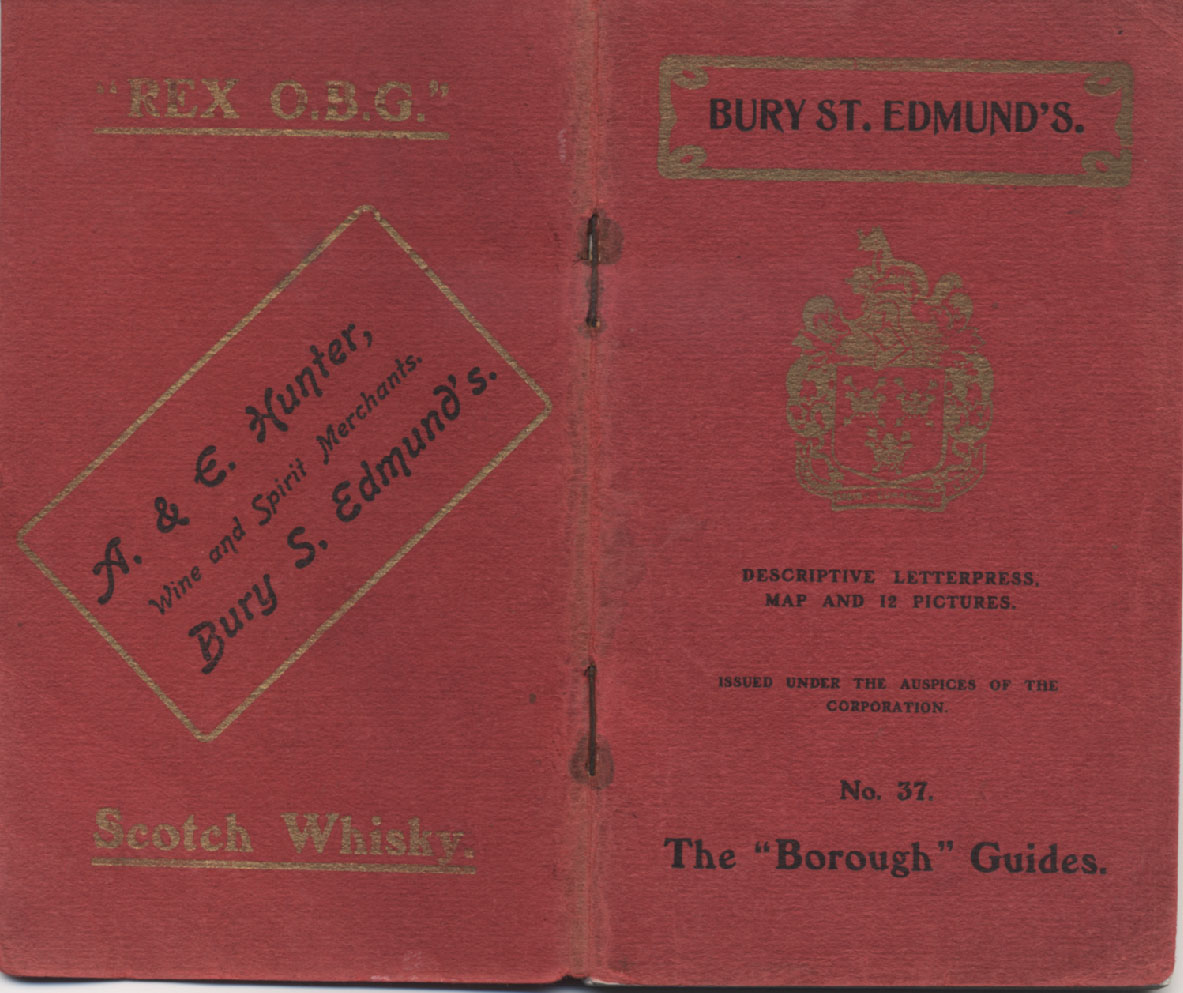 "REX O.B.G."
A. & E. Hunter,
Wine and Spirit Merchants.
Bury S. Edmund's.
Scotch Whisky.
BURY ST. EDMUND'S.
DESCRIPTIVE LETTERPRESS,
MAP AND 12 PICTURES.
ISSUED UNDER THE AUSPICES OF THE
CORPORATION.
No. 37.
The "Borough" Guides.